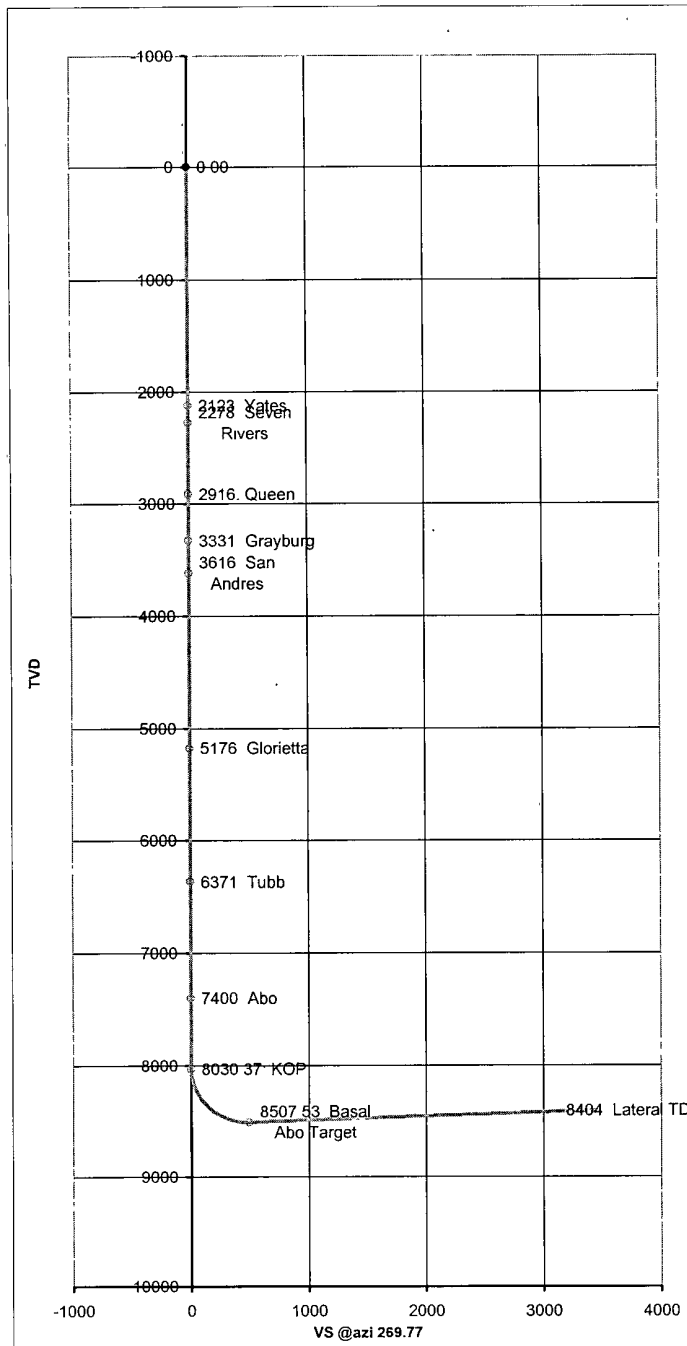 -1000
0 0 00
1000
2000
2123 Yates
2278 Seven
Rivers
2916. Queen
3000
3331 Grayburg
3616 San
Andres
4000
TVD
5000
5176 Glorietta
6000
6371 Tubb
7000
7400 Abo
8000
8030 37 KOP
8507 53 Basal
Abo Target
8404 Lateral TD
9000
10000
-1000 0 1000 2000 3000 4000
VS @azi 269.77